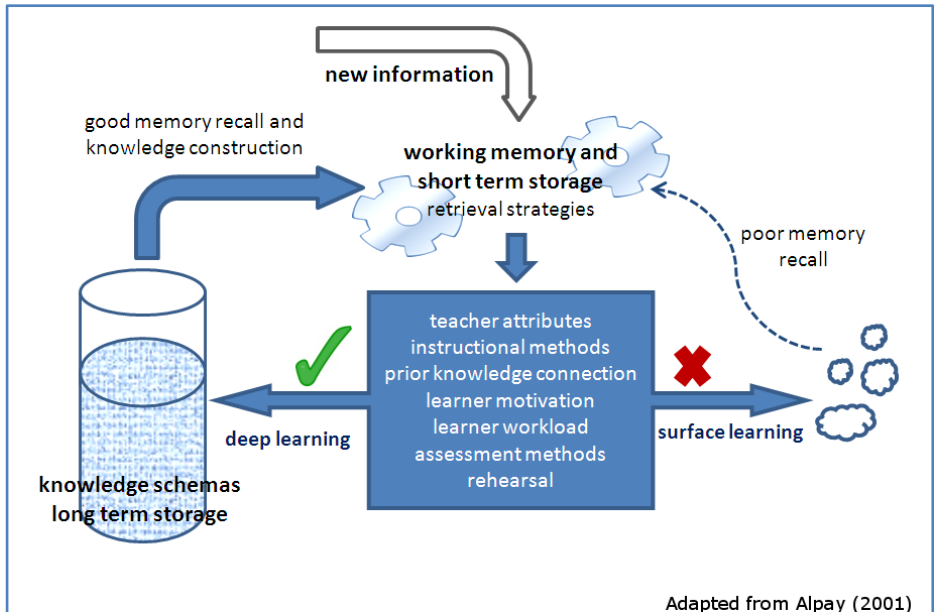 new information
good memory recall and
knowledge construction
working memory and
short term storage
retrieval strategies
poor memory
recall
teacher attributes
instructional methods
prior knowledge connection
learner motivation
learner workload
assessment methods
rehearsal
deep learning
surface learning
knowledge schemas
long term storage
Adapted from Alpay (2001)